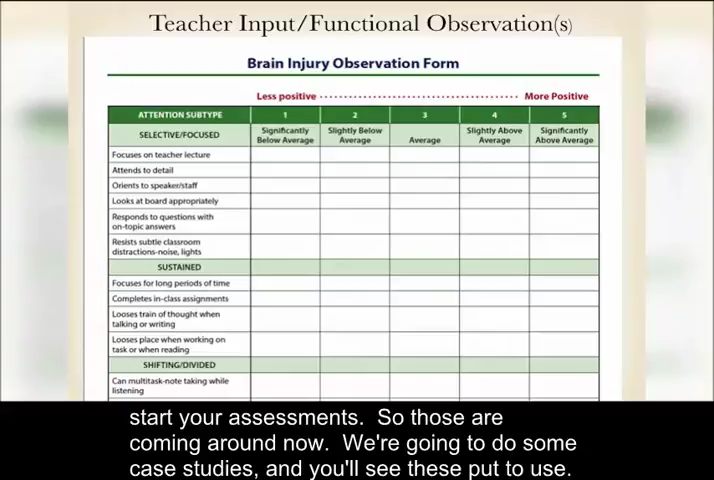 Teacher Input/Functional Observation(s)
Brain Injury Observation Form
Less positive More Positive
ATTENTION SUBTYPE 1 2 3 4 5
SELECTIVE/FOCUSED Significantly Below Average Slightly Below Average Average Slightly Above Average Significantly Above Average
Focuses on teacher lecture
Attends to detail
Orients to speaker/staff
Looks at board appropriately
Responds to questions with
on-topic answers
Resists subtle classroom
distractions-noise, lights
SUSTAINED
Focuses for long periods of time
Completes in-class assignments
Looses train of thought when
talking or writing
Looses place when working on
task or when reading
SHIFTING/DIVIDED
Can multitask-note taking while
listening
start your assessments. So those are
coming around now. We're going to do some
case studies, and you'll see these put to use.